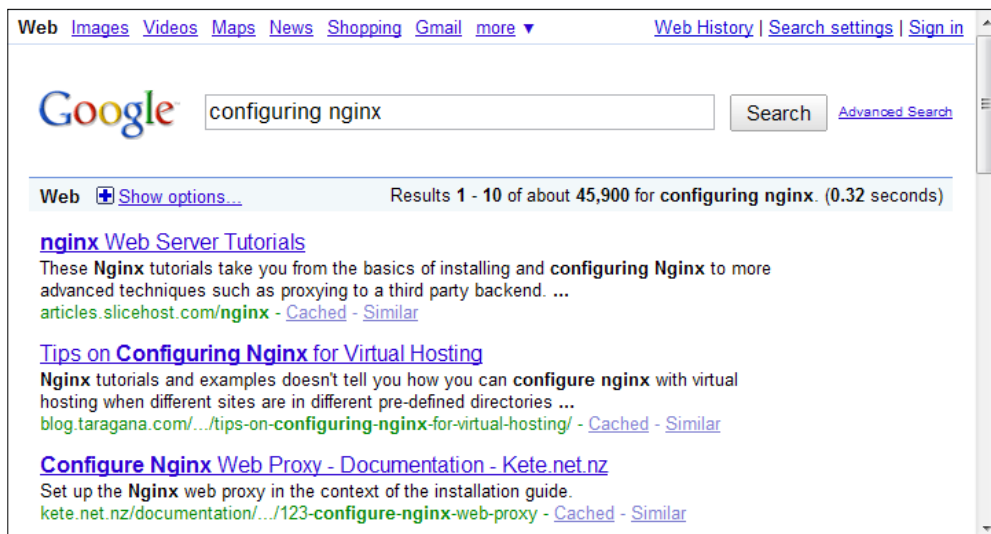 Web Images Videos Maps News Shopping Gmail more ▼ Web History | Search settings | Sign in
Google configuring nginx Search Advanced Search
Web Show options... Results 1 - 10 of about 45,900 for configuring nginx. (0.32 seconds)
nginx Web Server Tutorials
These Nginx tutorials take you from the basics of installing and configuring Nginx to more
advanced techniques such as proxying to a third party backend. ...
articles.slicehost.com/nginx - Cached - Similar
Tips on Configuring Nginx for Virtual Hosting
Nginx tutorials and examples doesn't tell you how you can configure nginx with virtual
hosting when different sites are in different pre-defined directories ...
blog.taragana.com/.../tips-on-configuring-nginx-for-virtual-hosting/ - Cached - Similar
Configure Nginx Web Proxy - Documentation - Kete.net.nz
Set up the Nginx web proxy in the context of the installation guide.
kete.net.nz/documentation/.../123-configure-nginx-web-proxy - Cached - Similar